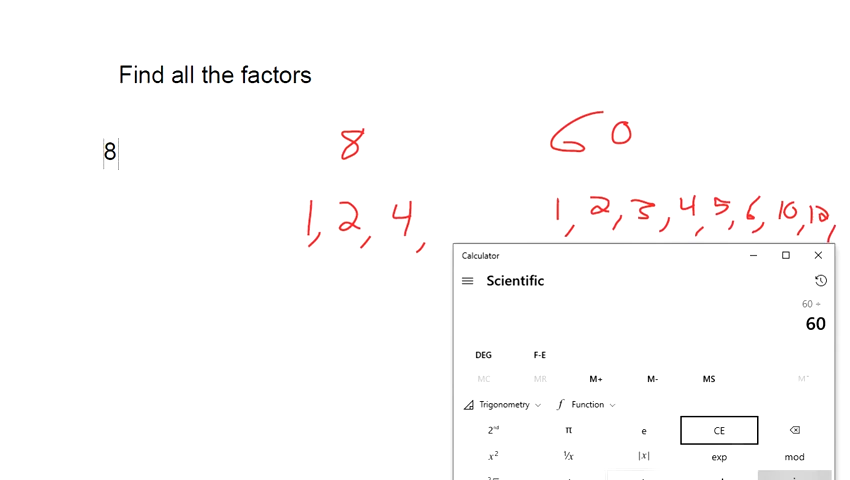 Find all the factors
8 8 60
1, 2, 4, 1, 2, 3, 4, 5, 6, 10, 12,
Calculator
Scientific
60 ÷
60
DEG F-E
MC MR M+ M- MS
Trigonometry f Function
2ⁿᵈ π e CE
x² ¹/x |x| exp mod